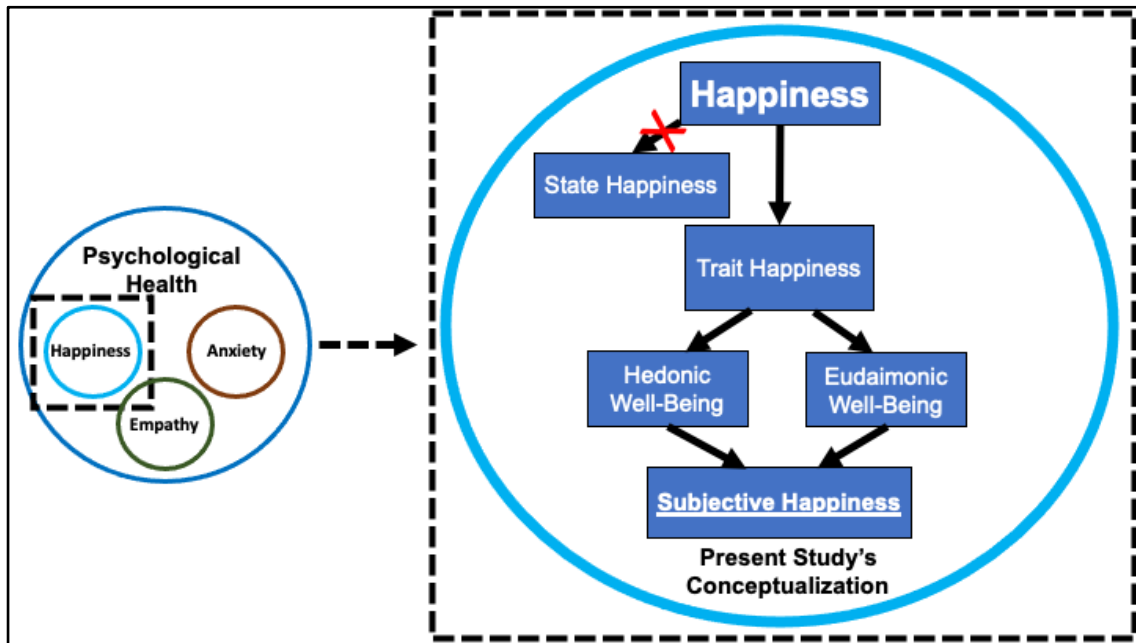 Psychological
Health
Happiness
Anxiety
Empathy
Happiness
State Happiness
Trait Happiness
Hedonic
Well-Being
Eudaimonic
Well-Being
Subjective Happiness
Present Study's
Conceptualization